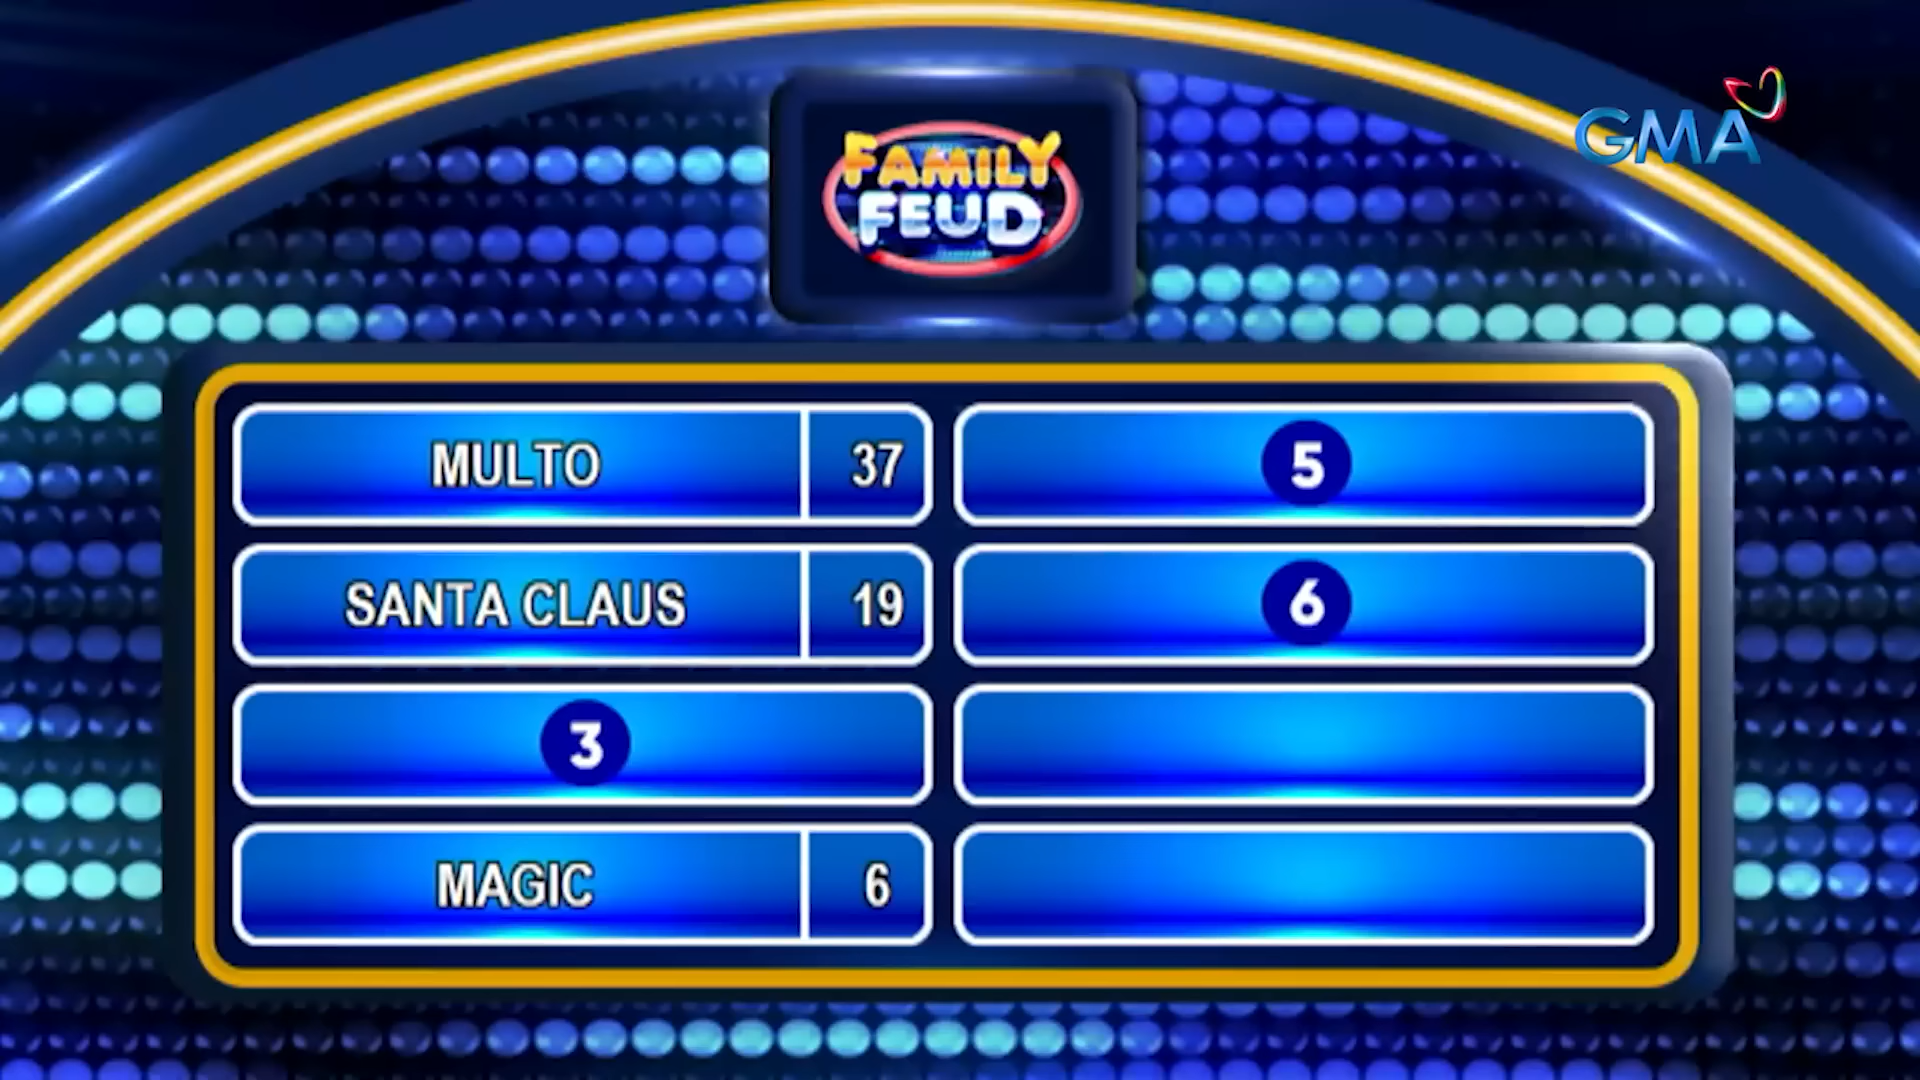 FAMILY
FEUD
GMA
MULTO 37
5
SANTA CLAUS 19
6
3
MAGIC 6